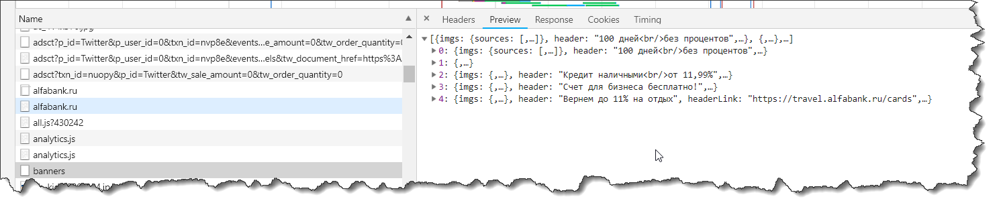 Name
adsct?p_id=Twitter&p_user_id=0&txn_id=nvp8e&events...e_amount=0&tw_order_quantity=0
adsct?p_id=Twitter&p_user_id=0&txn_id=nvp8e&events...els&tw_document_href=https%3A
adsct?txn_id=nuopy&p_id=Twitter&tw_sale_amount=0&tw_order_quantity=0
alfabank.ru
alfabank.ru
all.js?430242
analytics.js
analytics.js
banners
× Headers Preview Response Cookies Timing
▼[{imgs: {sources: [,…]}, header: "100 дней<br/>без процентов",…}, {,…},…]
▶0: {imgs: {sources: [,…]}, header: "100 дней<br/>без процентов",…}
▶1: {,…}
▶2: {imgs: {,…}, header: "Кредит наличными<br/>от 11,99%",…}
▶3: {imgs: {,…}, header: "Счет для бизнеса бесплатно!",…}
▶4: {imgs: {,…}, header: "Вернем до 11% на отдых", headerLink: "https://travel.alfabank.ru/cards",…}